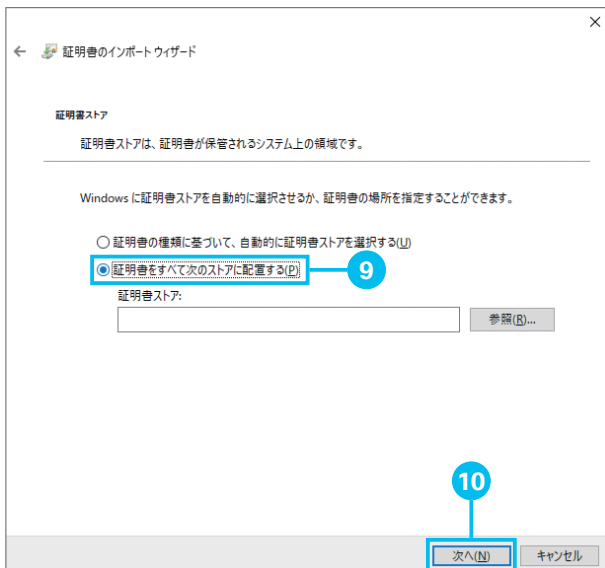 ×
← 証明書のインポート ウィザード
証明書ストア
証明書ストアは、証明書が保管されるシステム上の領域です。
Windows に証明書ストアを自動的に選択させるか、証明書の場所を指定することができます。
証明書の種類に基づいて、自動的に証明書ストアを選択する(U)
証明書をすべて次のストアに配置する(P)
9
証明書ストア:
参照(R)...
10
次へ(N)
キャンセル